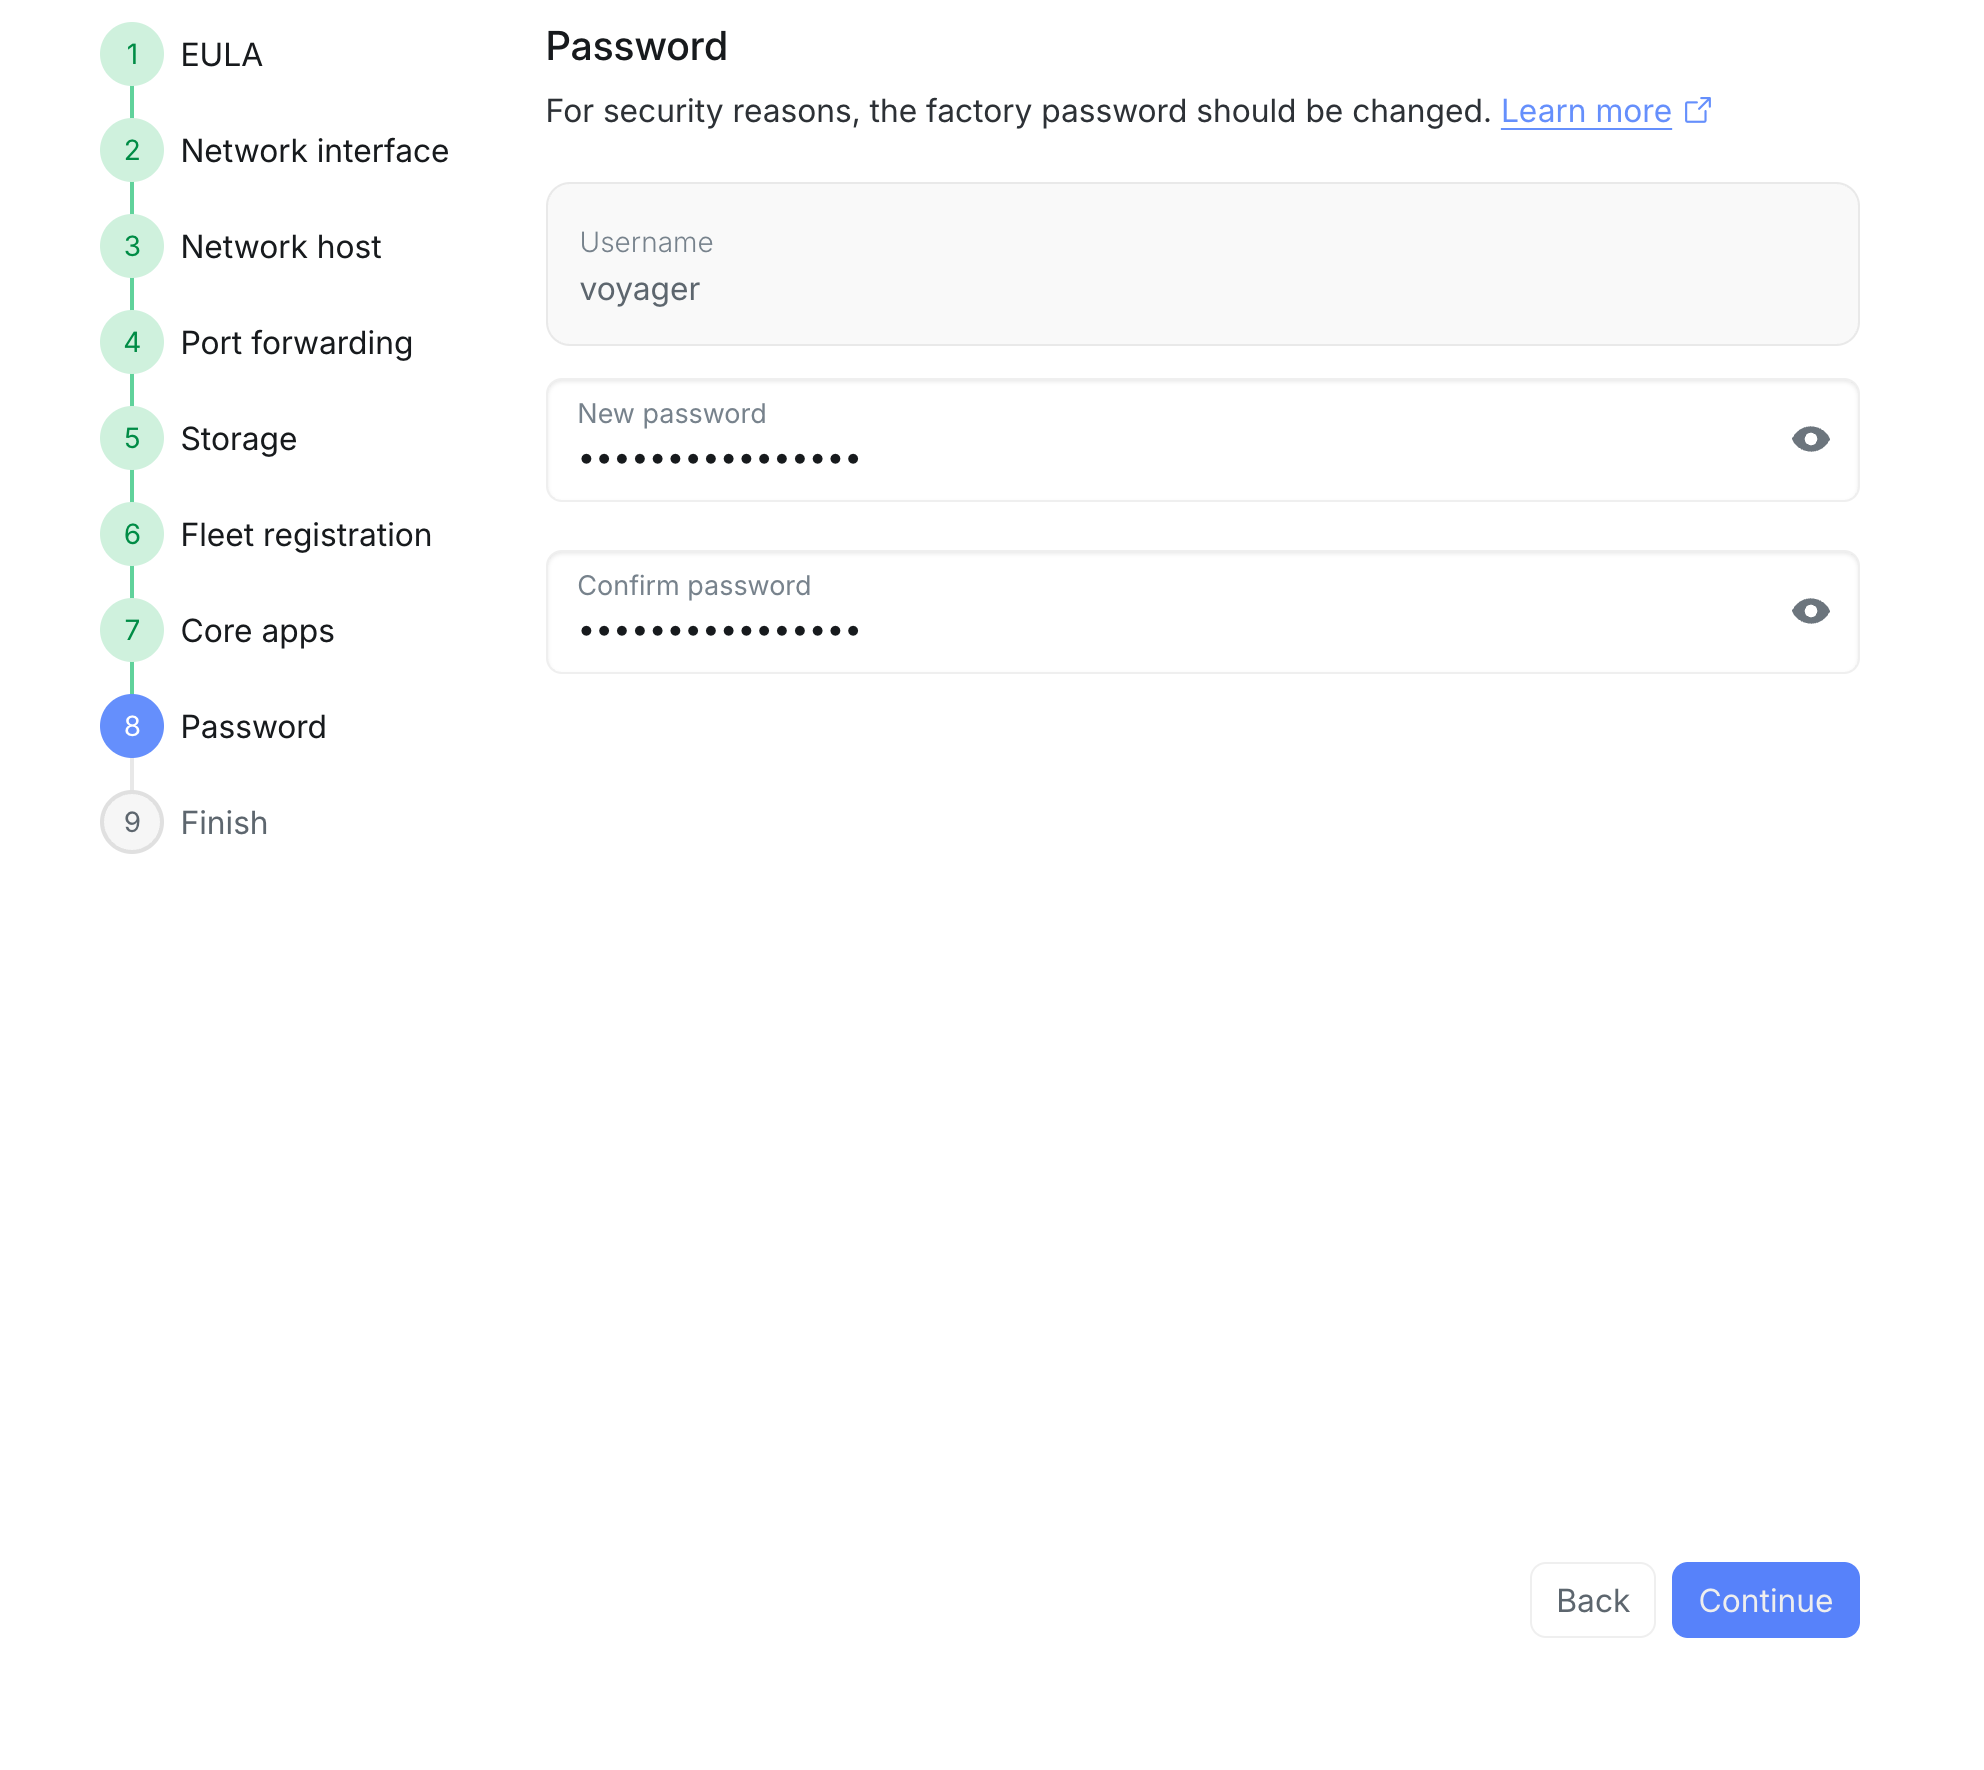 1 EULA
2 Network interface
3 Network host
4 Port forwarding
5 Storage
6 Fleet registration
7 Core apps
8 Password
9 Finish
Password
For security reasons, the factory password should be changed. Learn more
Username
voyager
New password
••••••••••••••••
Confirm password
••••••••••••••••
Back
Continue